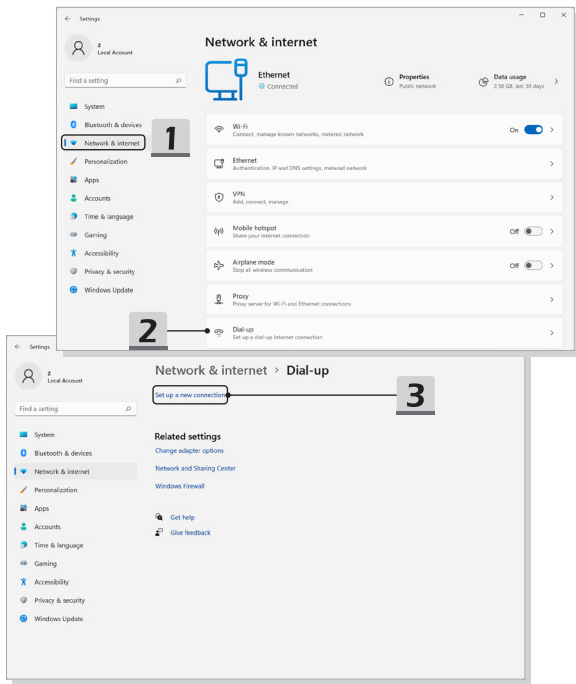 Settings
z
Local Account
Find a setting
System
Bluetooth & devices
Network & internet
Personalization
Apps
Accounts
Time & language
Gaming
Accessibility
Privacy & security
Windows Update
1
Network & internet
Ethernet
Connected
Properties
Public network
Data usage
2.58 GB, last 30 days
Wi-Fi
Connect, manage known networks, metered network
On
Ethernet
Authentication, IP and DNS settings, metered network
VPN
Add, connect, manage
Mobile hotspot
Share your internet connection
Off
Airplane mode
Stop all wireless communication
Off
Proxy
Proxy server for Wi-Fi and Ethernet connections
2
Dial-up
Set up a dial-up internet connection
Settings
z
Local Account
Find a setting
System
Bluetooth & devices
Network & internet
Personalization
Apps
Accounts
Time & language
Gaming
Accessibility
Privacy & security
Windows Update
Network & internet > Dial-up
Set up a new connection
3
Related settings
Change adapter options
Network and Sharing Center
Windows Firewall
Get help
Give feedback